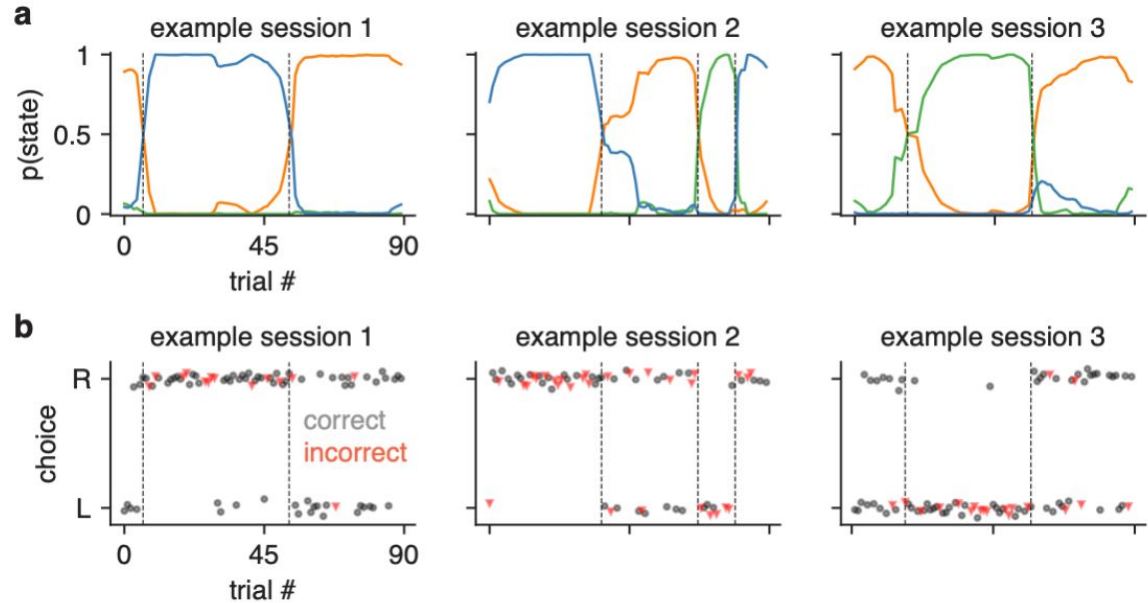 a
example session 1
example session 2
example session 3
1
0.5
0
p(state)
0
45
90
trial #
b
example session 1
example session 2
example session 3
R
L
choice
correct
incorrect
0
45
90
trial #